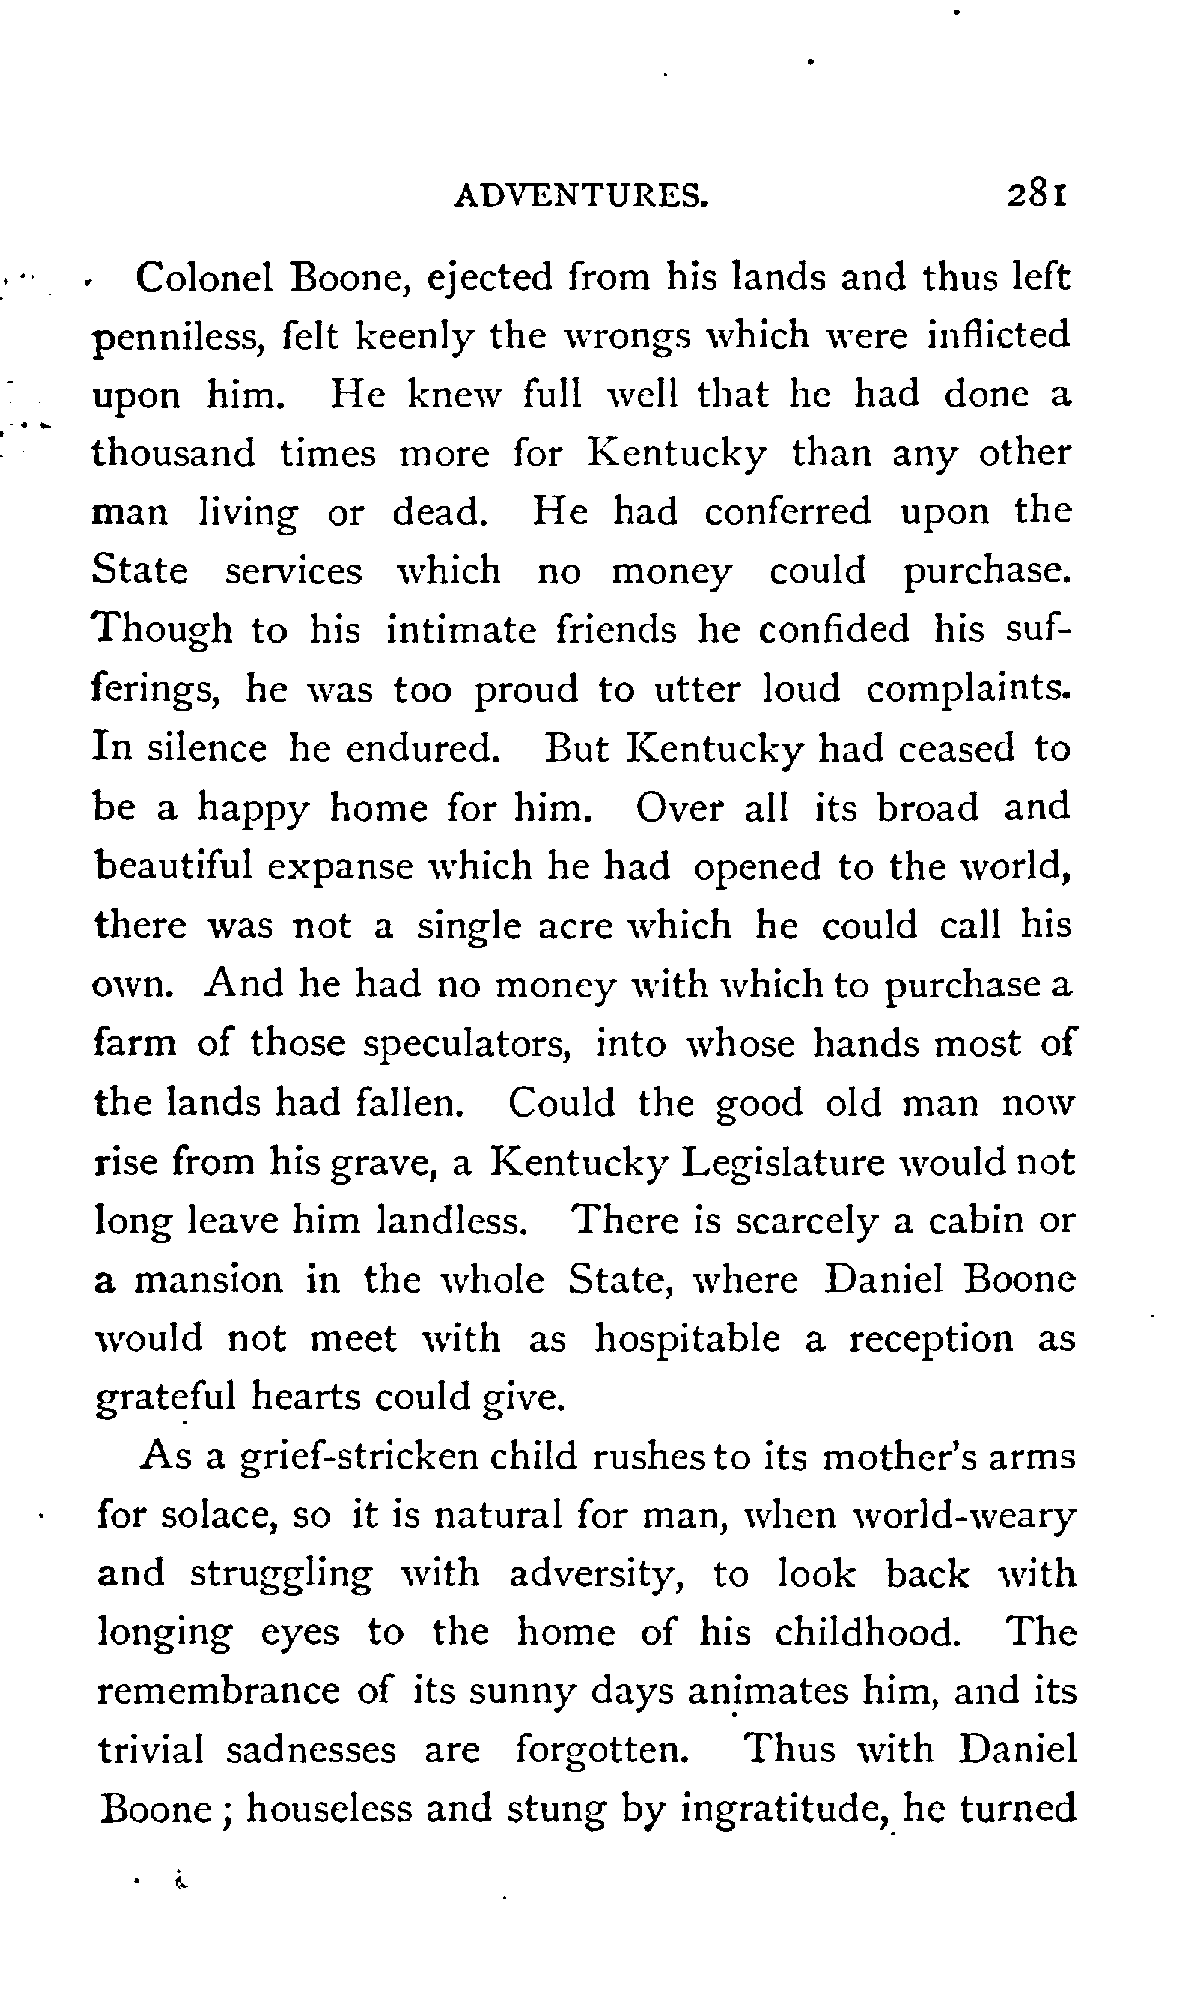 ADVENTURES. 281
Colonel Boone, ejected from his lands and thus left
penniless, felt keenly the wrongs which were inflicted
upon him. He knew full well that he had done a
thousand times more for Kentucky than any other
man living or dead. He had conferred upon the
State services which no money could purchase.
Though to his intimate friends he confided his suf-
ferings, he was too proud to utter loud complaints.
In silence he endured. But Kentucky had ceased to
be a happy home for him. Over all its broad and
beautiful expanse which he had opened to the world,
there was not a single acre which he could call his
own. And he had no money with which to purchase a
farm of those speculators, into whose hands most of
the lands had fallen. Could the good old man now
rise from his grave, a Kentucky Legislature would not
long leave him landless. There is scarcely a cabin or
a mansion in the whole State, where Daniel Boone
would not meet with as hospitable a reception as
grateful hearts could give.
As a grief-stricken child rushes to its mother's arms
for solace, so it is natural for man, when world-weary
and struggling with adversity, to look back with
longing eyes to the home of his childhood. The
remembrance of its sunny days animates him, and its
trivial sadnesses are forgotten. Thus with Daniel
Boone ; houseless and stung by ingratitude, he turned